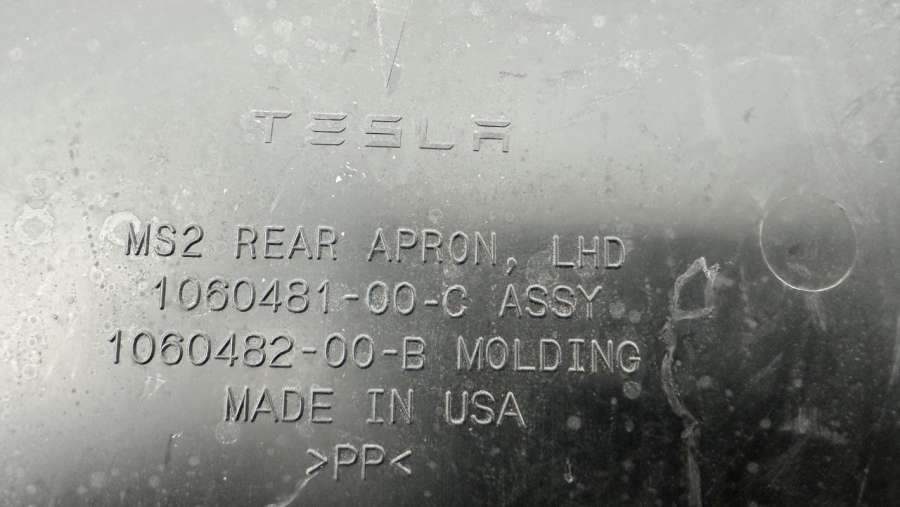 TESLA
MS2 REAR APRON, LHD
1060481-00-C ASSY
1060482-00-B MOLDING
MADE IN USA
>PP<